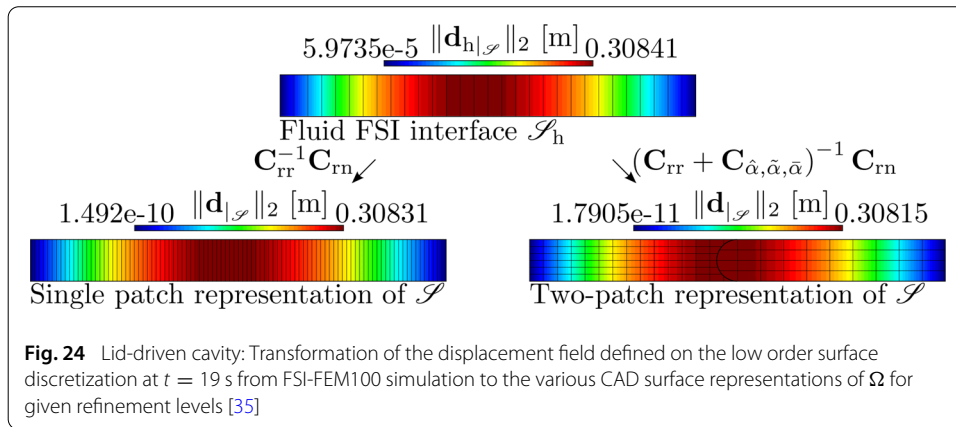 5.9735e-5 ‖d_h|𝒮‖₂ [m] 0.30841
Fluid FSI interface 𝒮_h
C_rr⁻¹ C_rn
(C_rr + C_α̂,α̃,ᾱ)⁻¹ C_rn
1.492e-10 ‖d_|𝒮‖₂ [m] 0.30831
Single patch representation of 𝒮
1.7905e-11 ‖d_|𝒮‖₂ [m] 0.30815
Two-patch representation of 𝒮
Fig. 24 Lid-driven cavity: Transformation of the displacement field defined on the low order surface
discretization at t = 19 s from FSI-FEM100 simulation to the various CAD surface representations of Ω for
given refinement levels [35]